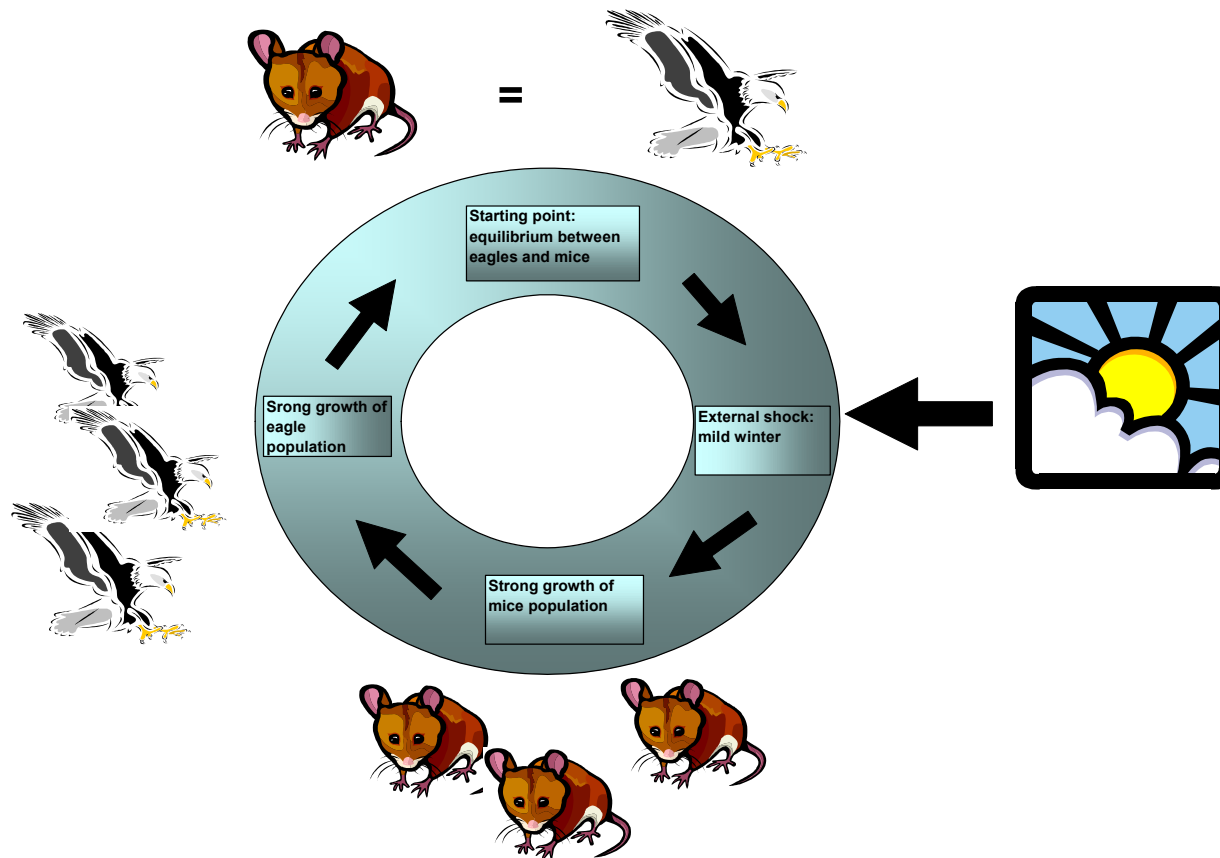 =
Starting point:
equilibrium between
eagles and mice
External shock:
mild winter
Srong growth of
eagle
population
Strong growth of
mice population